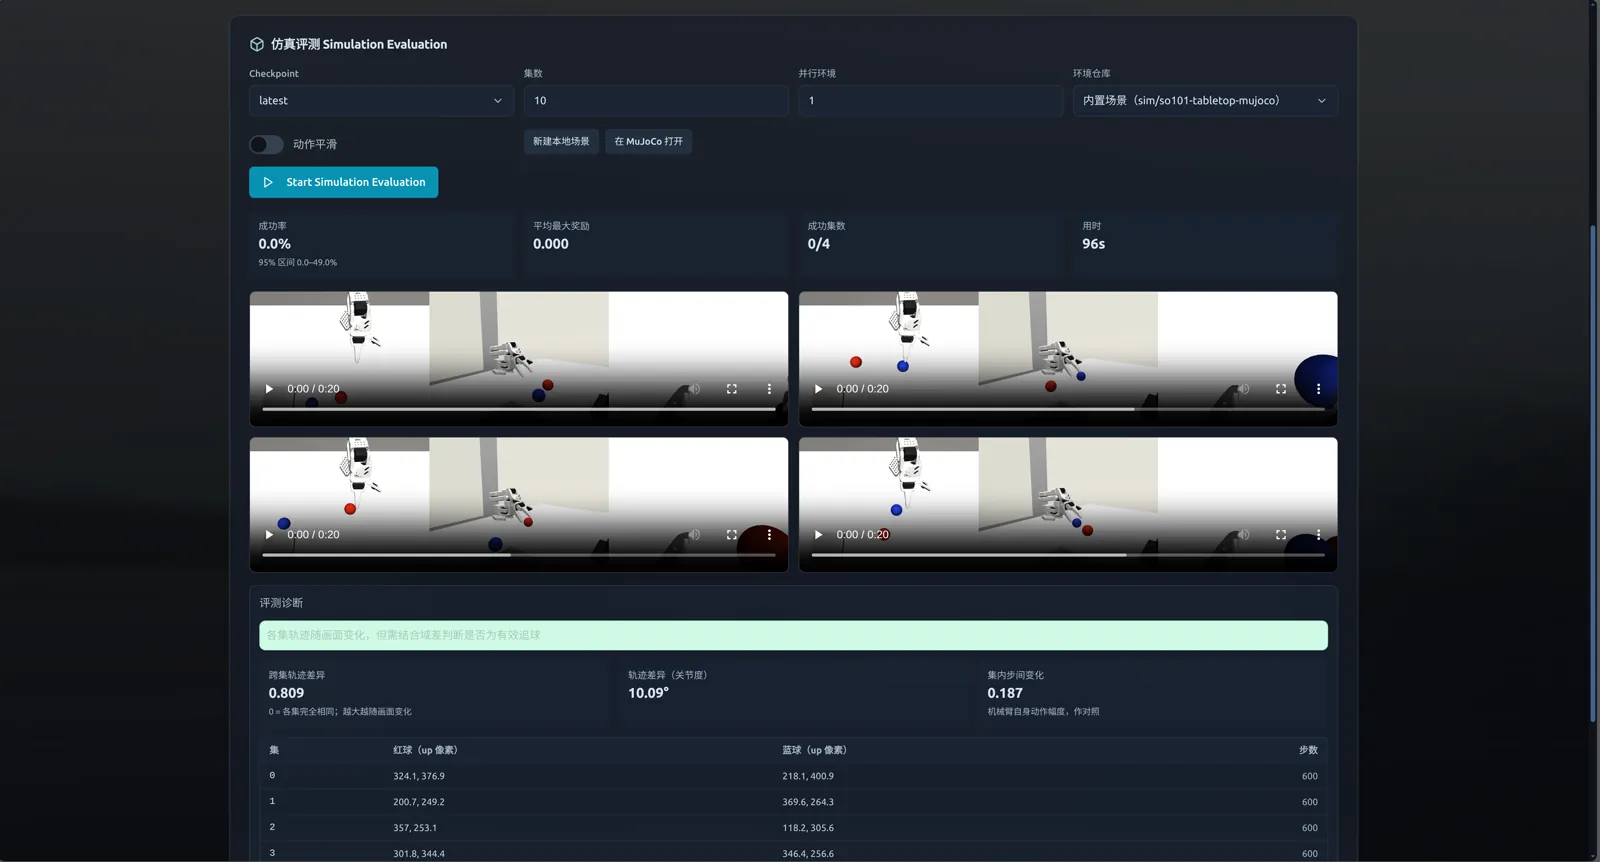 仿真评测 Simulation Evaluation
Checkpoint
集数
并行环境
环境仓库
latest
10
1
内置场景（sim/so101-tabletop-mujoco）
动作平滑
新建本地场景
在 MuJoCo 打开
Start Simulation Evaluation
成功率
平均最大奖励
成功集数
用时
0.0%
0.000
0/4
96s
95% 区间 0.0–49.0%
0:00 / 0:20
0:00 / 0:20
0:00 / 0:20
0:00 / 0:20
评测诊断
各集轨迹随画面变化，但需结合域差判断是否为有效追球
跨集轨迹差异
轨迹差异（关节度）
集内步间变化
0.809
10.09°
0.187
0 = 各集完全相同；越大越随画面变化
机械臂自身动作幅度，作对照
集 红球（up 像素） 蓝球（up 像素） 步数
0 324.1, 376.9 218.1, 400.9 600
1 200.7, 249.2 369.6, 264.3 600
2 357, 253.1 118.2, 305.6 600
3 301.8, 344.4 346.4, 256.6 600